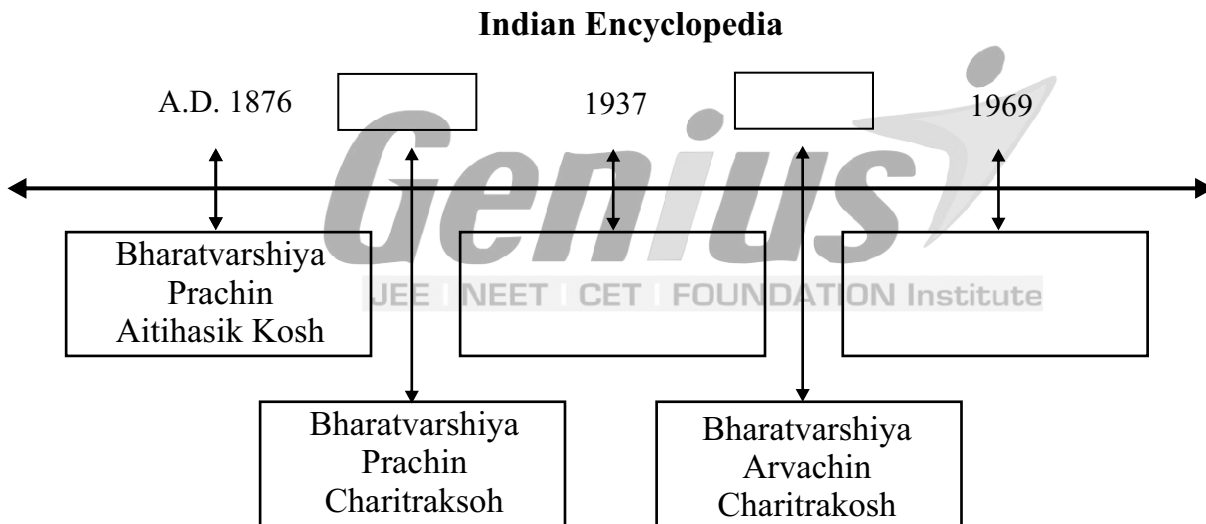 Indian Encyclopedia
A.D. 1876
1937
1969
Genius
JEE | NEET | CET | FOUNDATION Institute
Bharatvarshiya
Prachin
Aitihasik Kosh
Bharatvarshiya
Prachin
Charitraksoh
Bharatvarshiya
Arvachin
Charitrakosh